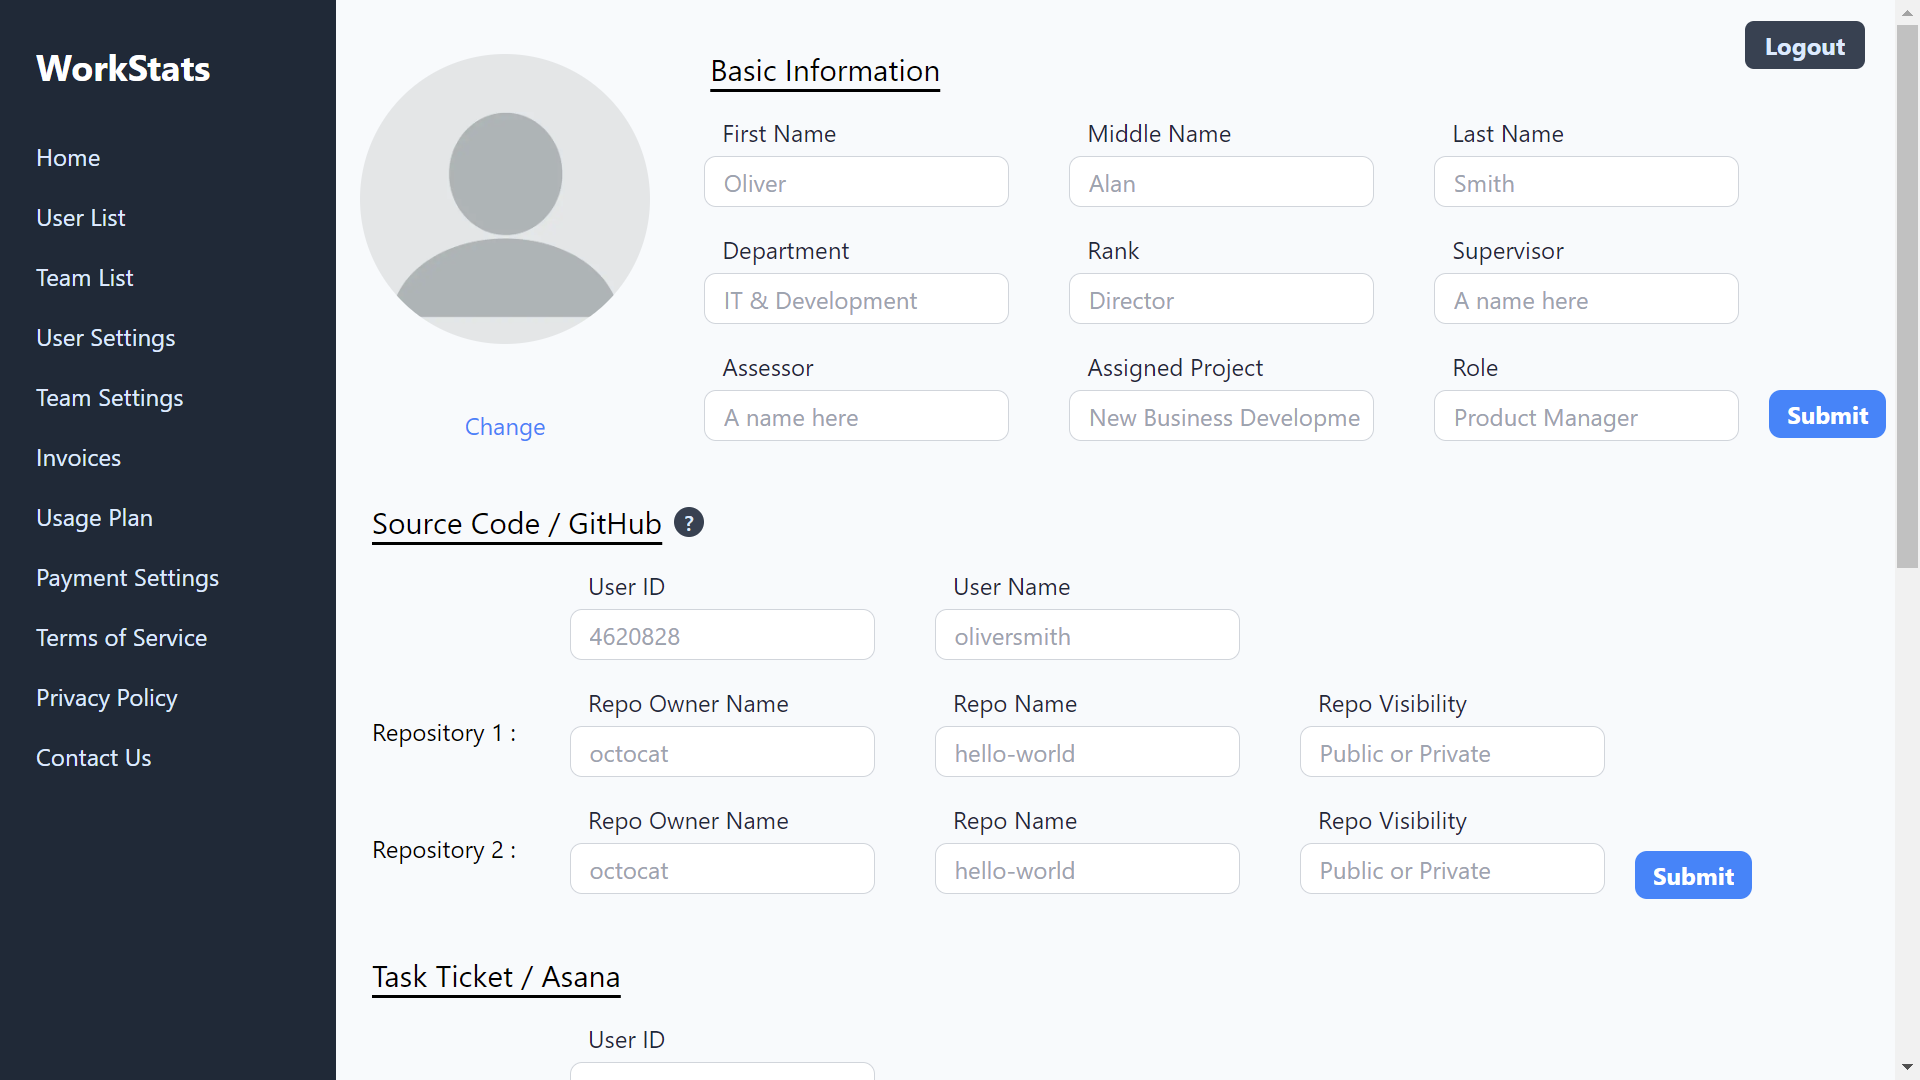 WorkStats
Home
User List
Team List
User Settings
Team Settings
Invoices
Usage Plan
Payment Settings
Terms of Service
Privacy Policy
Contact Us
Logout
Change
Basic Information
First Name Middle Name Last Name
Oliver Alan Smith
Department Rank Supervisor
IT & Development Director A name here
Assessor Assigned Project Role
A name here New Business Developme Product Manager Submit
Source Code / GitHub ?
User ID User Name
4620828 oliversmith
Repo Owner Name Repo Name Repo Visibility
Repository 1 : octocat hello-world Public or Private
Repo Owner Name Repo Name Repo Visibility
Repository 2 : octocat hello-world Public or Private Submit
Task Ticket / Asana
User ID